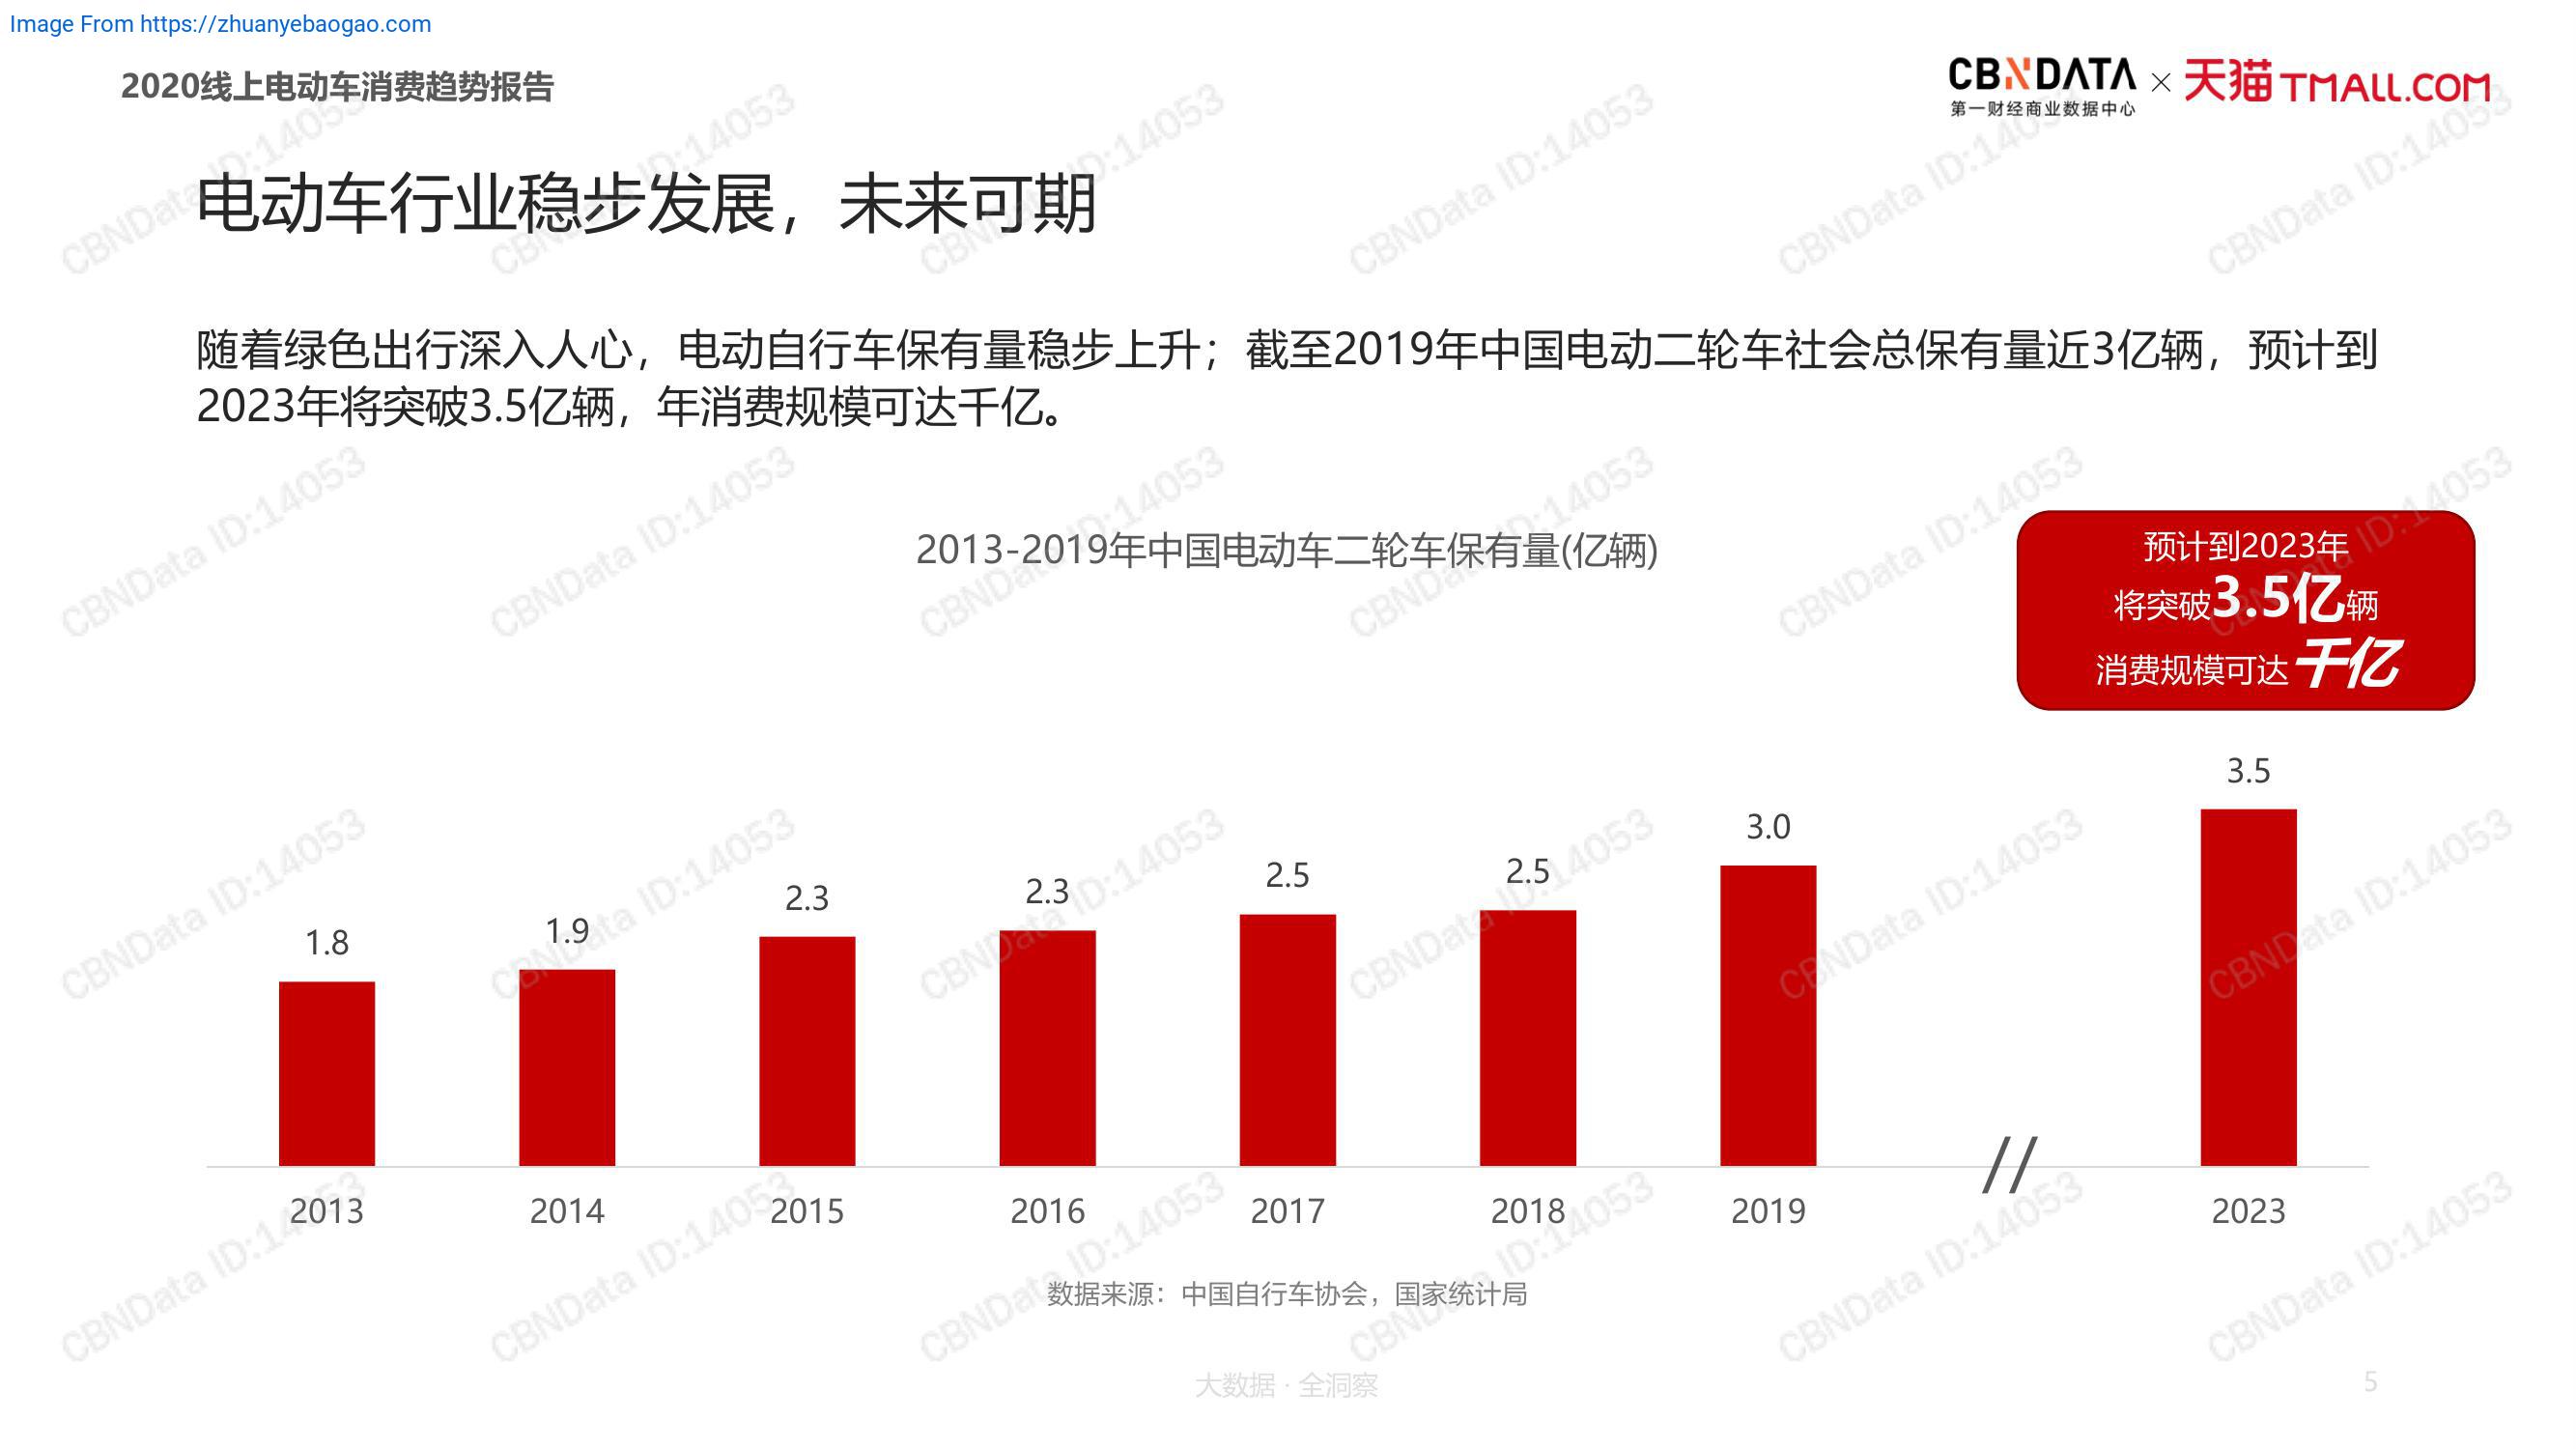 Image From https://zhuanyebaogao.com
2020线上电动车消费趋势报告
CBNDATA × 天猫 TMALL.COM
第一财经商业数据中心
电动车行业稳步发展，未来可期
随着绿色出行深入人心，电动自行车保有量稳步上升；截至2019年中国电动二轮车社会总保有量近3亿辆，预计到
2023年将突破3.5亿辆，年消费规模可达千亿。
2013-2019年中国电动车二轮车保有量(亿辆)
预计到2023年
将突破3.5亿辆
消费规模可达千亿
1.8 1.9 2.3 2.3 2.5 2.5 3.0 3.5
2013 2014 2015 2016 2017 2018 2019 // 2023
数据来源：中国自行车协会，国家统计局
大数据 · 全洞察
5
CBNData ID:14053